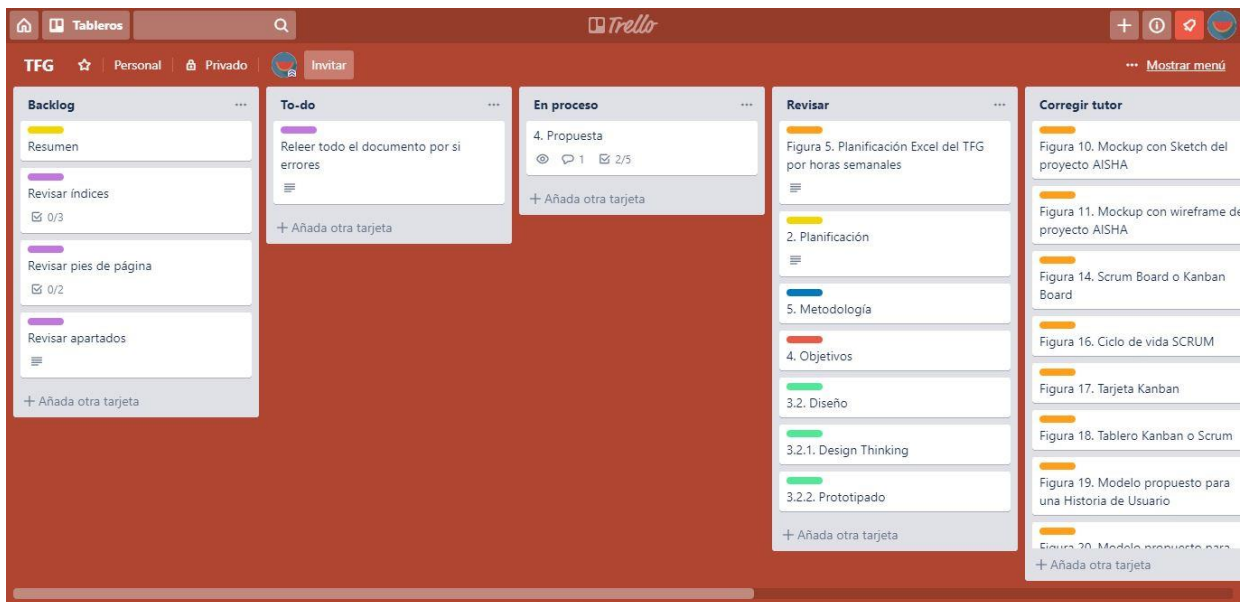 Tableros
Trello
TFG
Personal
Privado
Invitar
... Mostrar menú
Backlog
Resumen
Revisar índices
0/3
Revisar pies de página
0/2
Revisar apartados
+ Añada otra tarjeta
To-do
Releer todo el documento por si
errores
+ Añada otra tarjeta
En proceso
4. Propuesta
1 2/5
+ Añada otra tarjeta
Revisar
Figura 5. Planificación Excel del TFG
por horas semanales
2. Planificación
5. Metodología
4. Objetivos
3.2. Diseño
3.2.1. Design Thinking
3.2.2. Prototipado
+ Añada otra tarjeta
Corregir tutor
Figura 10. Mockup con Sketch del
proyecto AISHA
Figura 11. Mockup con wireframe de
proyecto AISHA
Figura 14. Scrum Board o Kanban
Board
Figura 16. Ciclo de vida SCRUM
Figura 17. Tarjeta Kanban
Figura 18. Tablero Kanban o Scrum
Figura 19. Modelo propuesto para
una Historia de Usuario
Figura 20. Modelo propuesto para
+ Añada otra tarjeta